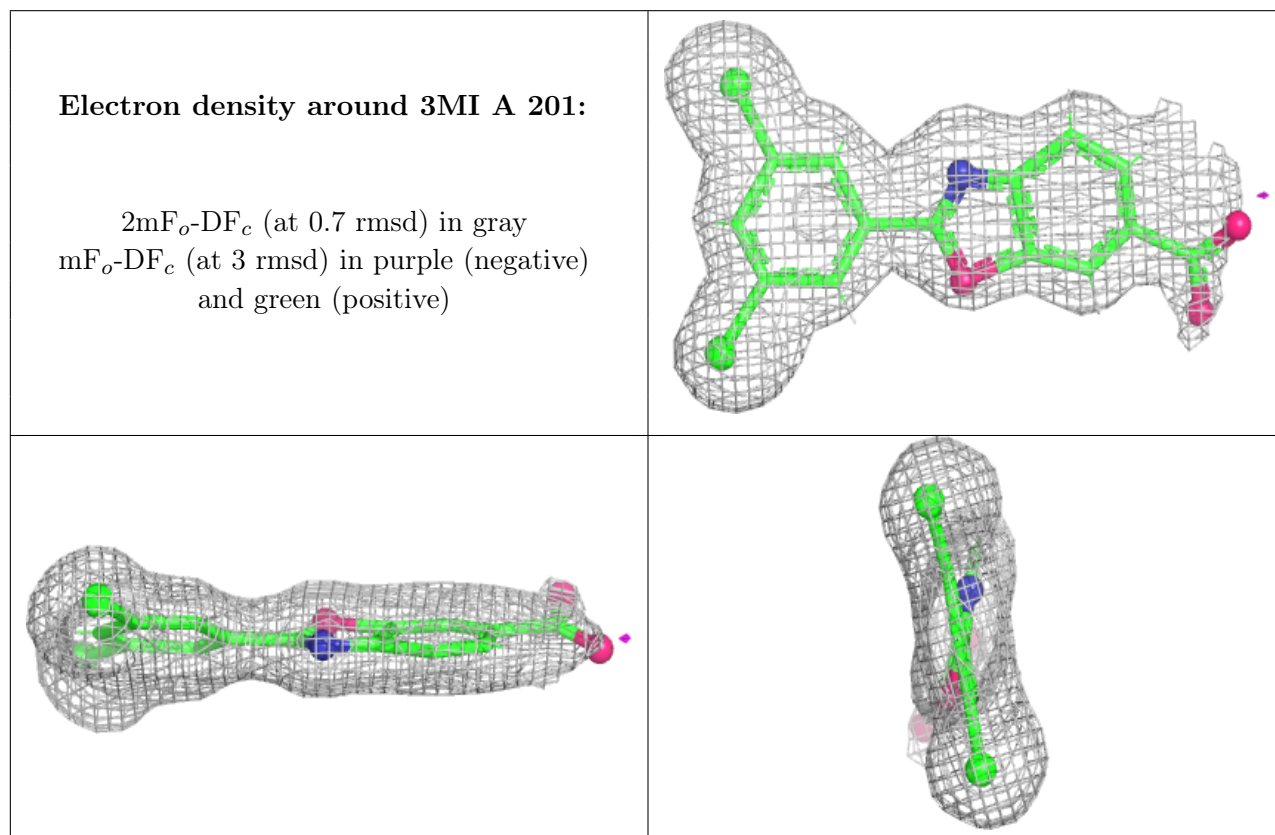 Electron density around 3MI A 201:
2mFo-DFc (at 0.7 rmsd) in gray
mFo-DFc (at 3 rmsd) in purple (negative)
and green (positive)